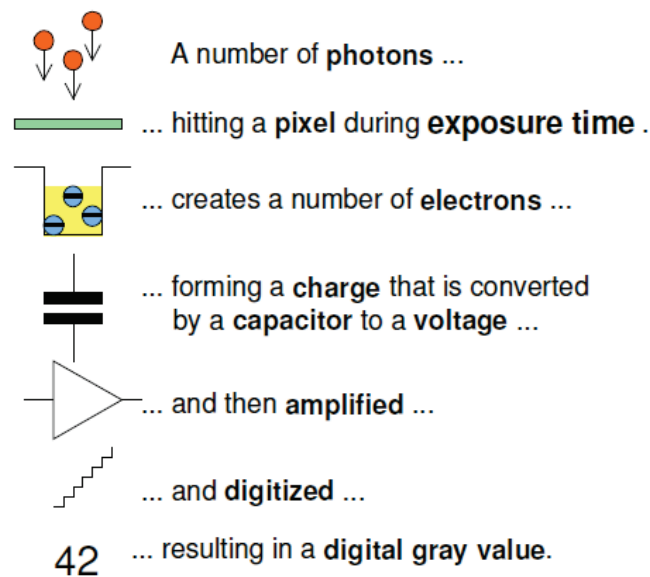 A number of photons ...
... hitting a pixel during exposure time .
... creates a number of electrons ...
... forming a charge that is converted
by a capacitor to a voltage ...
... and then amplified ...
... and digitized ...
42 ... resulting in a digital gray value.